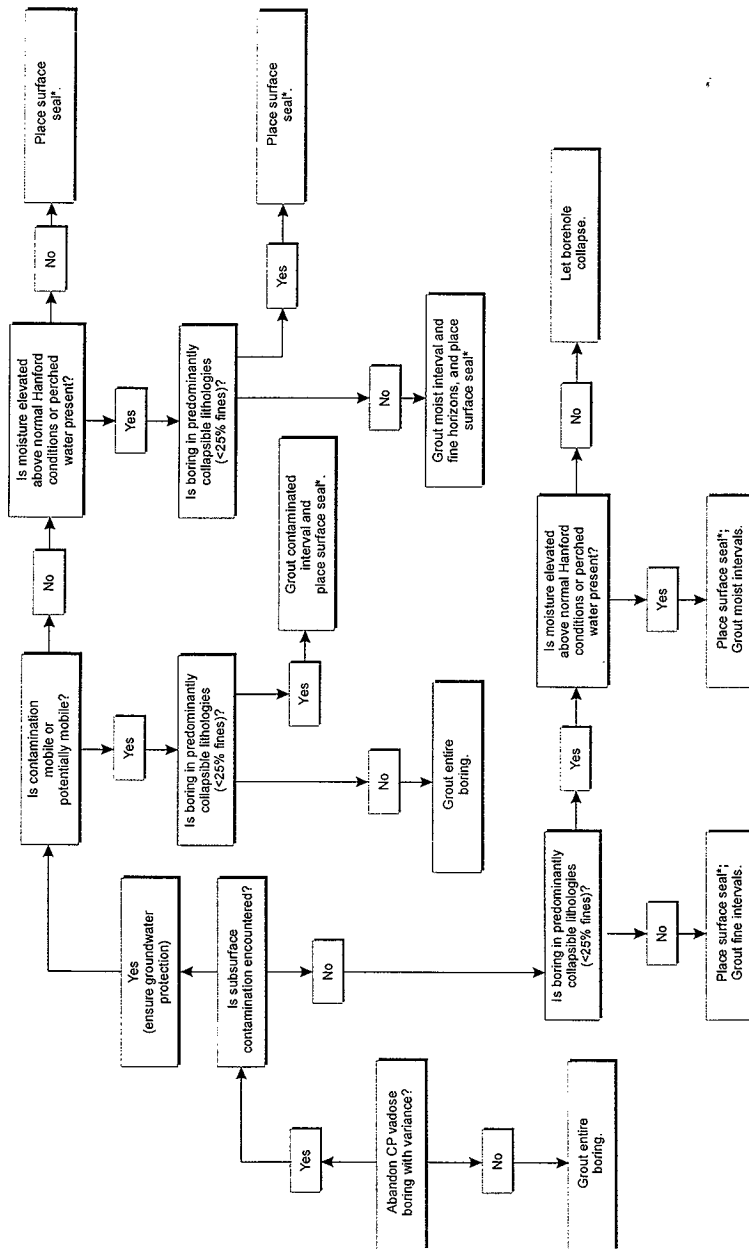 Abandon CP vadose
boring with variance?
No
Grout entire
boring.
Yes
Is subsurface
contamination encountered?
Yes
(ensure groundwater
protection)
No
Is contamination
mobile or
potentially mobile?
No
Yes
Is boring in predominantly
collapsible lithologies
(<25% fines)?
No
Grout entire
boring.
Yes
Grout contaminated
interval and
place surface seal*.
Is moisture elevated
above normal Hanford
conditions or perched
water present?
No
Place surface
seal*.
Yes
Is boring in predominantly
collapsible lithologies
(<25% fines)?
Yes
Place surface
seal*.
No
Grout moist interval and
fine horizons, and place
surface seal*
Is boring in predominantly
collapsible lithologies
(<25% fines)?
No
Place surface seal*;
Grout fine intervals.
Yes
Is moisture elevated
above normal Hanford
conditions or perched
water present?
No
Let borehole
collapse.
Yes
Place surface seal*;
Grout moist intervals.